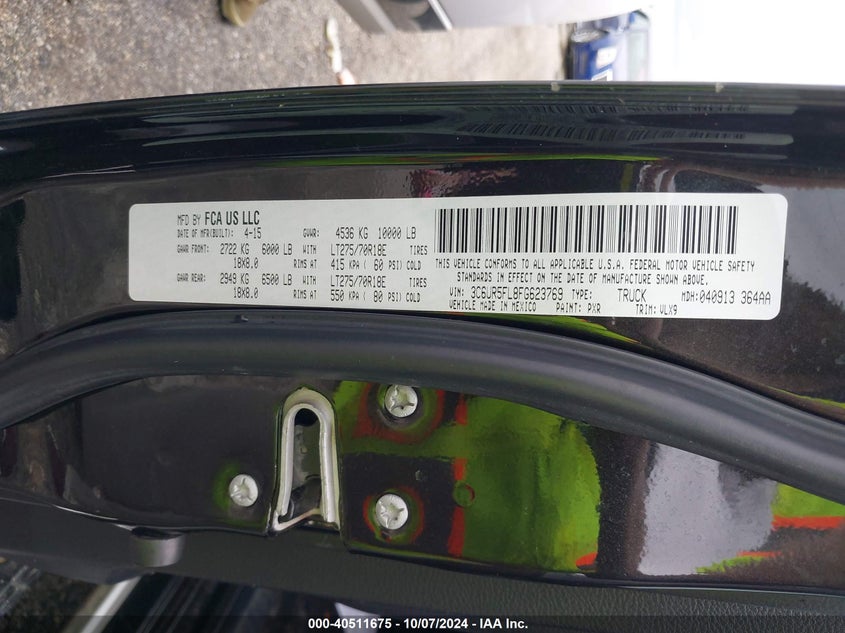 MFD BY FCA US LLC
DATE OF MFR(BUILT): 4-15 GVWR: 4536 KG 10000 LB
GAWR FRONT: 2722 KG 6000 LB WITH LT275/70R18E TIRES
18X8.0 RIMS AT 415 KPA ( 60 PSI) COLD
GAWR REAR: 2949 KG 6500 LB WITH LT275/70R18E TIRES
18X8.0 RIMS AT 550 KPA ( 80 PSI) COLD
THIS VEHICLE CONFORMS TO ALL APPLICABLE U.S.A. FEDERAL MOTOR VEHICLE SAFETY
STANDARDS IN EFFECT ON THE DATE OF MANUFACTURE SHOWN ABOVE.
VIN: 3C6UR5FL8FG623763 TYPE: TRUCK MDH: 040913 364AA
VEHICLE MADE IN MEXICO PAINT: PXR TRIM: VLX9
000-40511675 - 10/07/2024 - IAA Inc.